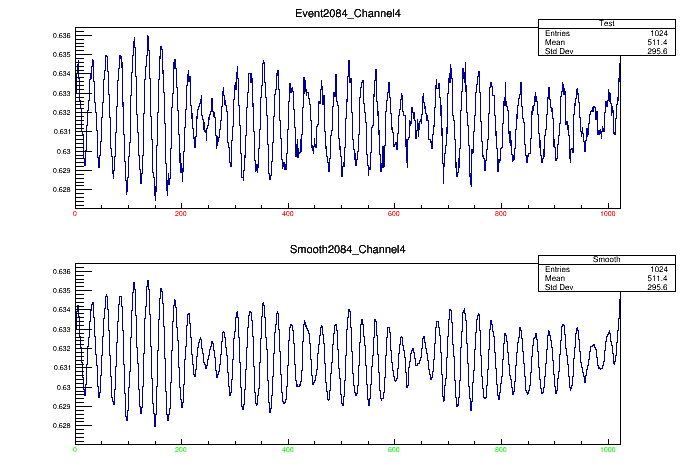 Event2084_Channel4
Test
Entries 1024
Mean 511.4
Std Dev 295.6
0.636
0.635
0.634
0.633
0.632
0.631
0.63
0.629
0.628
0 200 400 600 800 1000
Smooth2084_Channel4
Smooth
Entries 1024
Mean 511.4
Std Dev 295.6
0.636
0.635
0.634
0.633
0.632
0.631
0.63
0.629
0.628
0 200 400 600 800 1000